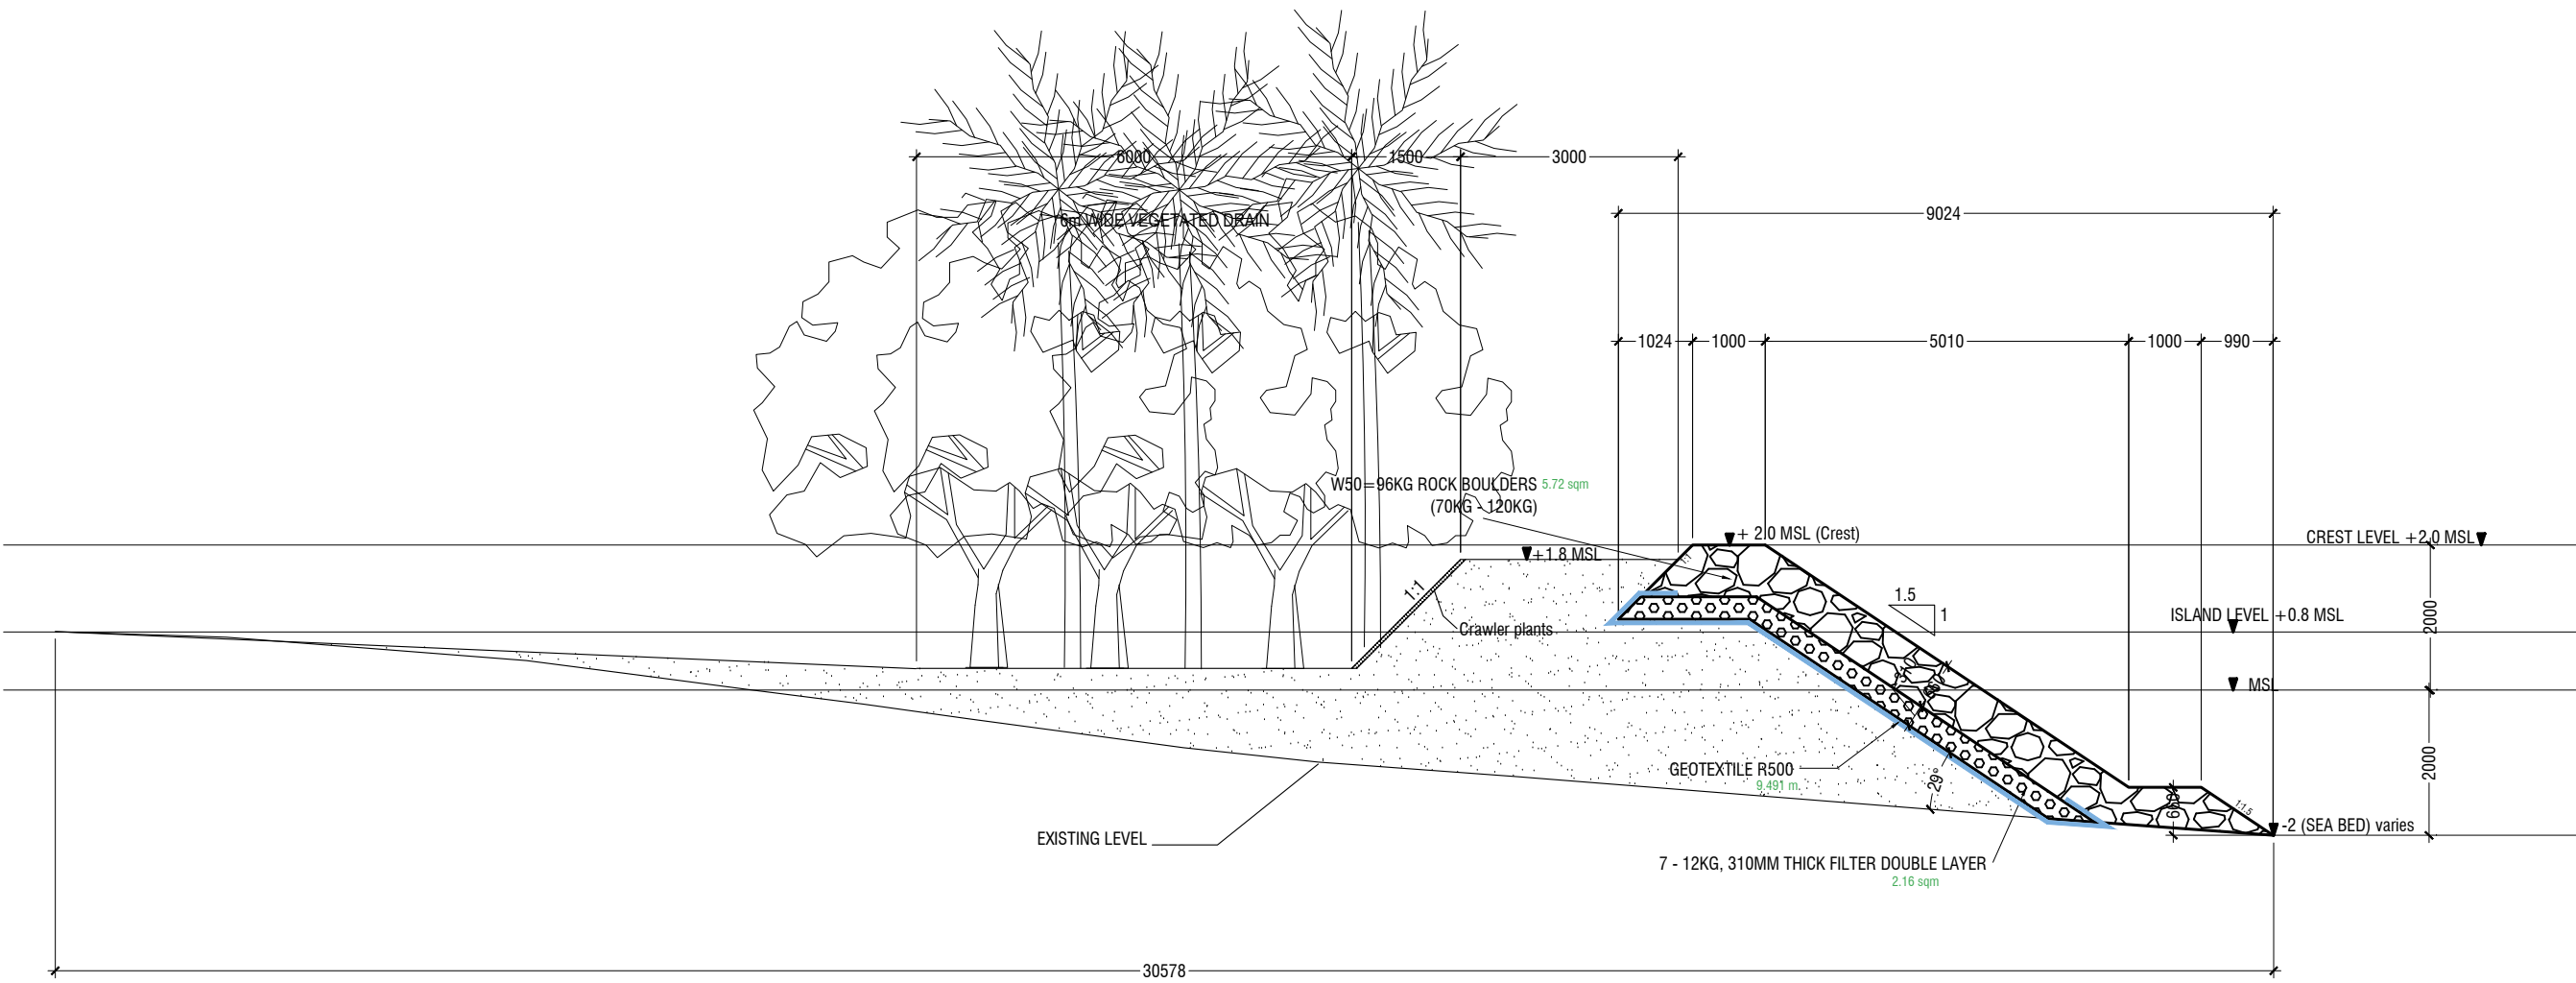 6000
1500
3000
6m WIDE VEGETATED DRAIN
9024
1024
1000
5010
1000
990
W50=96KG ROCK BOULDERS 5.72 sqm
(70KG - 120KG)
+ 2.0 MSL (Crest)
CREST LEVEL +2.0 MSL
+1.8 MSL
1:1
1:1
1.5
1
ISLAND LEVEL +0.8 MSL
2000
Crawler plants
MSL
GEOTEXTILE R500
9.491 m.
29°
2000
1:1.5
-2 (SEA BED) varies
EXISTING LEVEL
7 - 12KG, 310MM THICK FILTER DOUBLE LAYER
2.16 sqm
30578